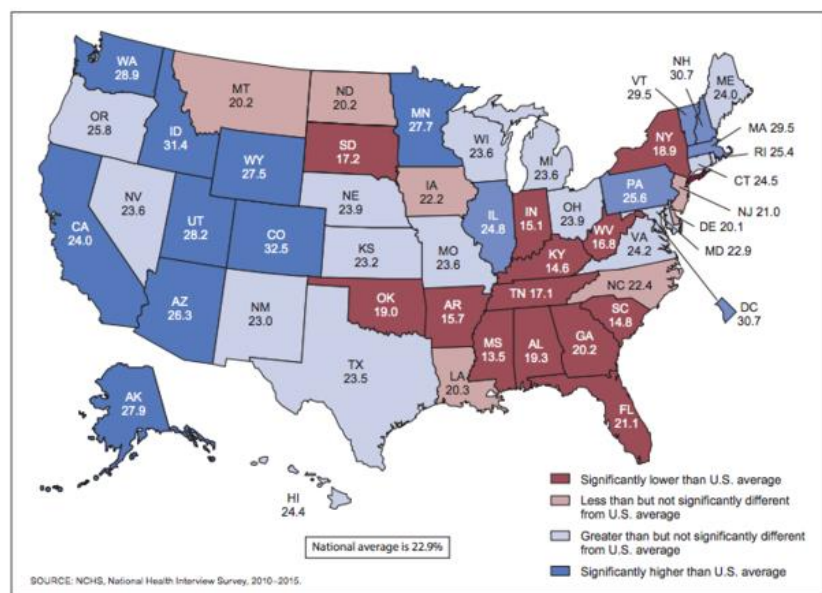 WA
28.9
OR
25.8
CA
24.0
NV
23.6
ID
31.4
MT
20.2
WY
27.5
UT
28.2
AZ
26.3
CO
32.5
NM
23.0
ND
20.2
SD
17.2
NE
23.9
KS
23.2
OK
19.0
TX
23.5
MN
27.7
IA
22.2
MO
23.6
AR
15.7
LA
20.3
WI
23.6
IL
24.8
MI
23.6
IN
15.1
OH
23.9
KY
14.6
TN 17.1
MS
13.5
AL
19.3
GA
20.2
FL
21.1
SC
14.8
NC 22.4
VA
24.2
WV
16.8
PA
25.6
NY
18.9
VT
29.5
NH
30.7
ME
24.0
MA 29.5
RI 25.4
CT 24.5
NJ 21.0
DE 20.1
MD 22.9
DC
30.7
AK
27.9
HI
24.4
Significantly lower than U.S. average
Less than but not significantly different
from U.S. average
Greater than but not significantly different
from U.S. average
Significantly higher than U.S. average
National average is 22.9%
SOURCE: NCHS, National Health Interview Survey, 2010–2015.